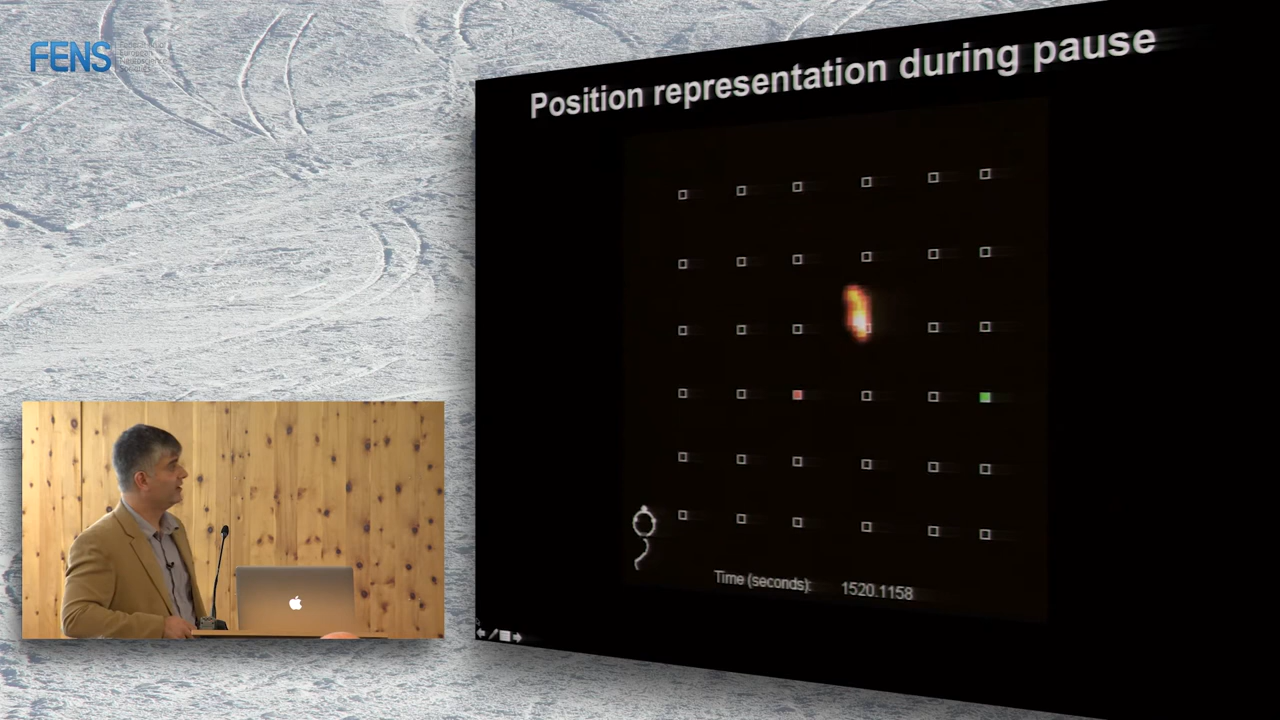 FENS
Position representation during pause
Time (seconds): 1520.1158